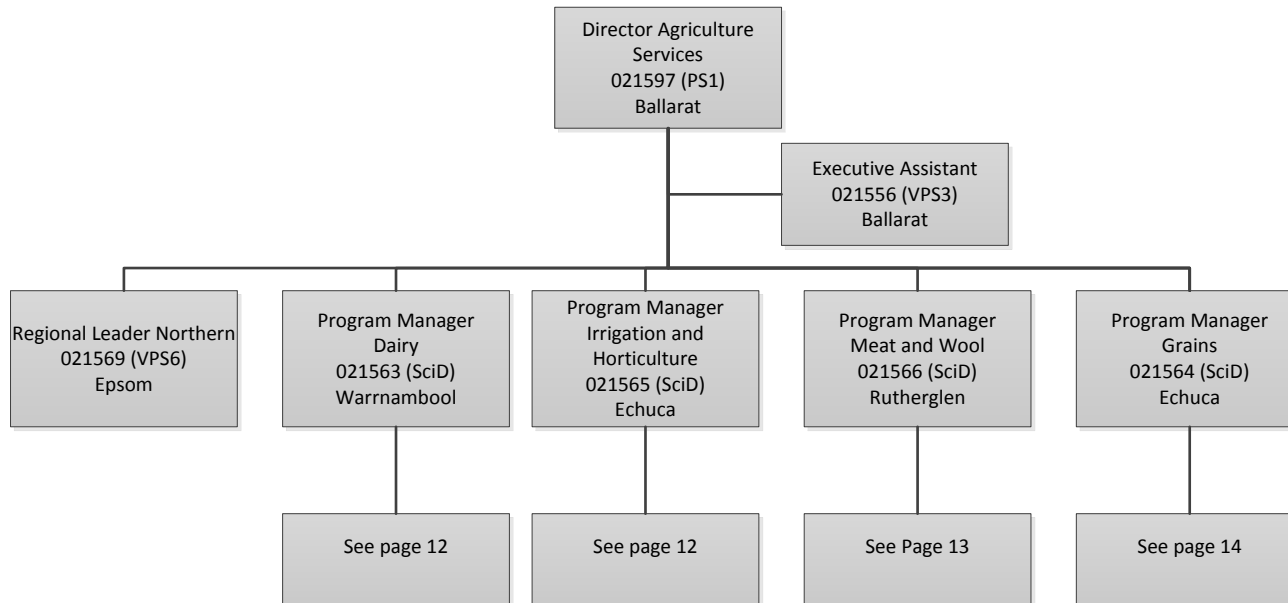 Director Agriculture
Services
021597 (PS1)
Ballarat
Executive Assistant
021556 (VPS3)
Ballarat
Regional Leader Northern
021569 (VPS6)
Epsom
Program Manager
Dairy
021563 (SciD)
Warrnambool
Program Manager
Irrigation and
Horticulture
021565 (SciD)
Echuca
Program Manager
Meat and Wool
021566 (SciD)
Rutherglen
Program Manager
Grains
021564 (SciD)
Echuca
See page 12
See page 12
See Page 13
See page 14